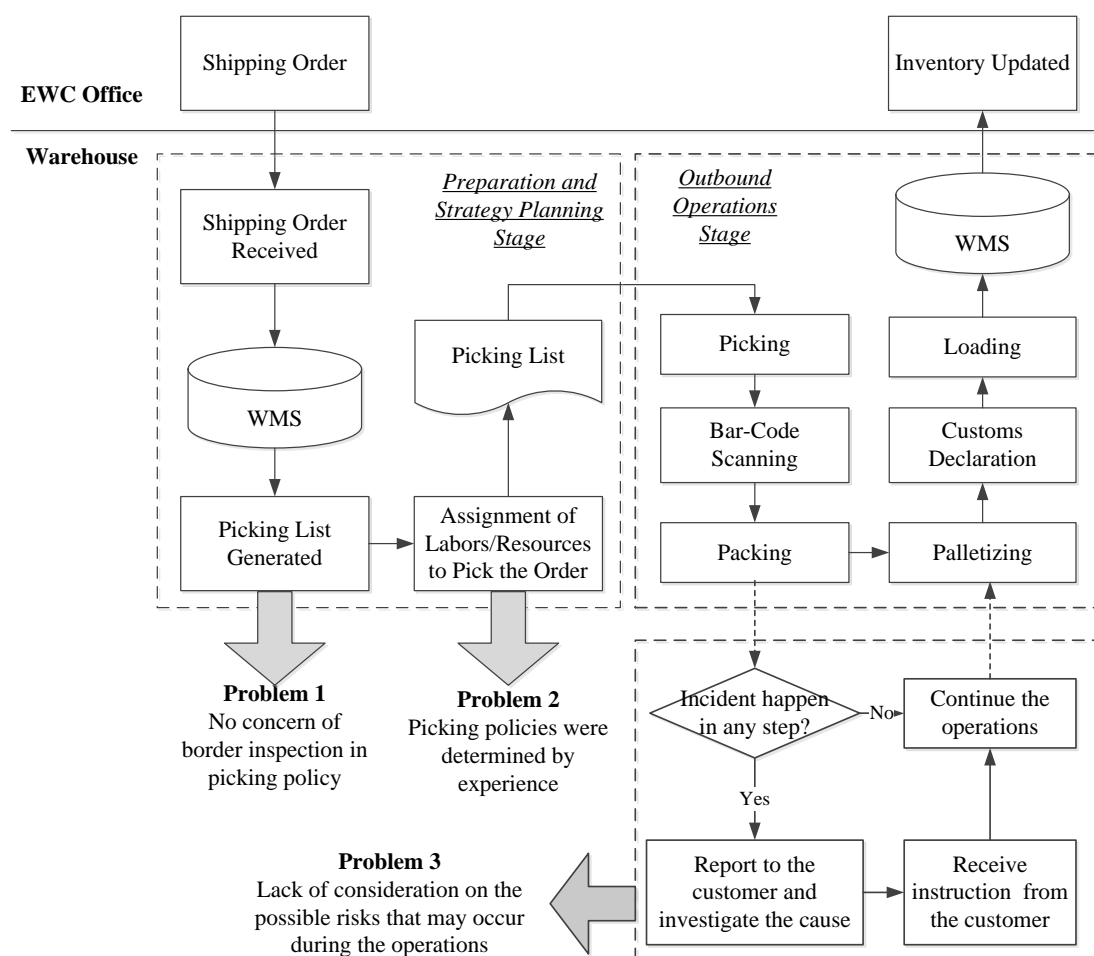 Shipping Order
Inventory Updated
EWC Office
Warehouse
Preparation and
Strategy Planning
Stage
Shipping Order
Received
WMS
Picking List
Generated
Picking List
Assignment of
Labors/Resources
to Pick the Order
Outbound
Operations
Stage
Picking
Bar-Code
Scanning
Packing
WMS
Loading
Customs
Declaration
Palletizing
Problem 1
No concern of
border inspection in
picking policy
Problem 2
Picking policies were
determined by
experience
Incident happen
in any step?
No
Continue the
operations
Yes
Problem 3
Lack of consideration on the
possible risks that may occur
during the operations
Report to the
customer and
investigate the cause
Receive
instruction from
the customer